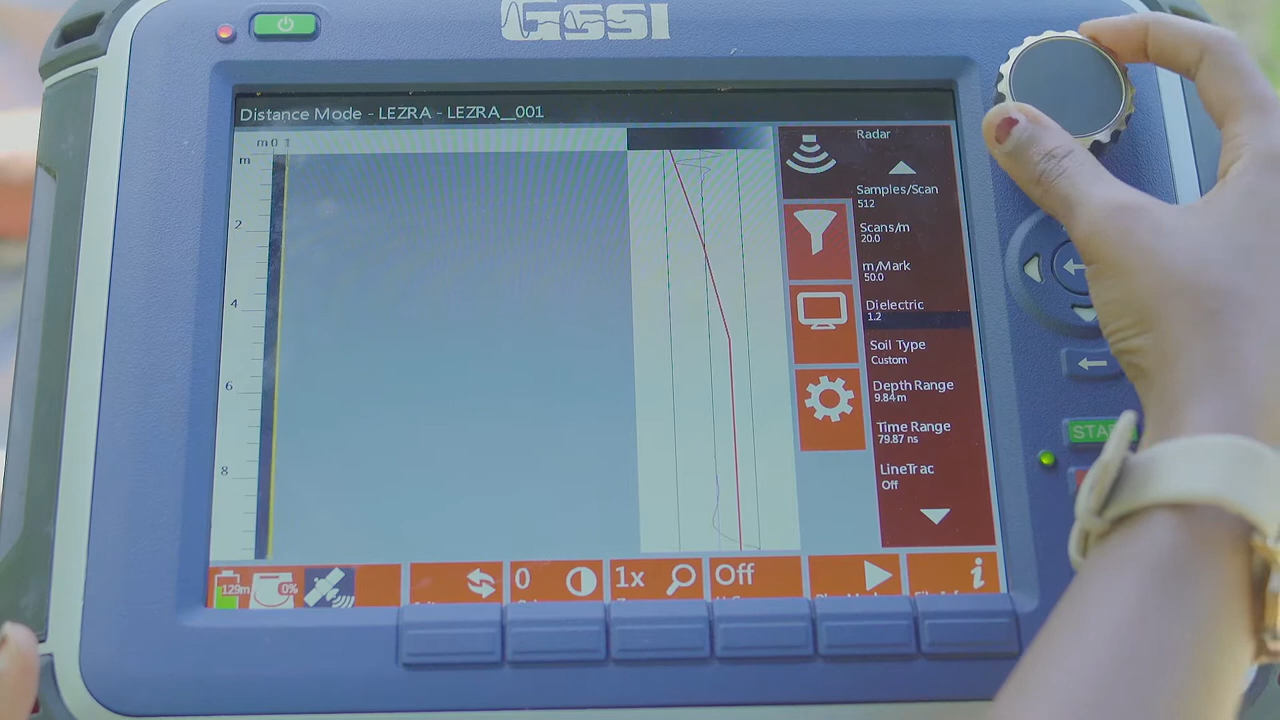 GSSI
Distance Mode - LEZRA - LEZRA__001
m 0 1
m
2
4
6
8
Radar
Samples/Scan
512
Scans/m
20.0
m/Mark
50.0
Dielectric
1.2
Soil Type
Custom
Depth Range
9.84m
Time Range
79.87 ns
LineTrac
Off
129m
0%
0
1x
Off
i